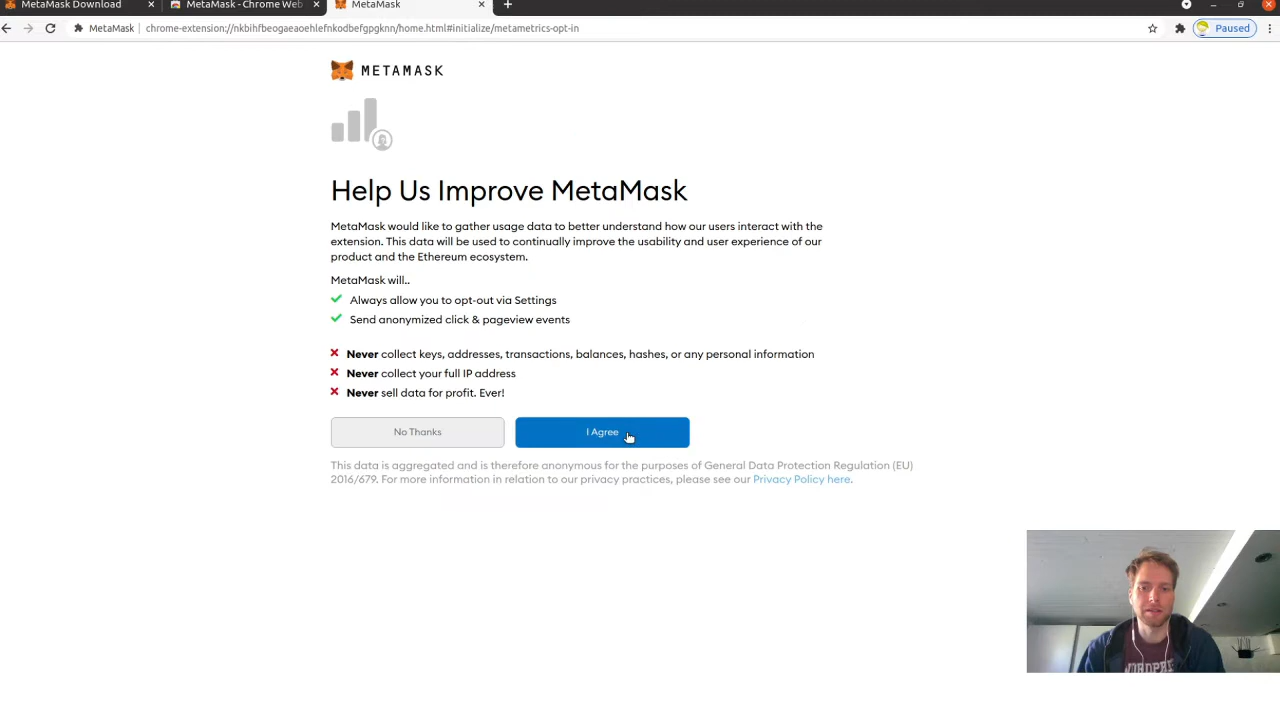 MetaMask Download
MetaMask - Chrome Web
MetaMask
MetaMask
chrome-extension://nkbihfbeogaeaoehlefnkodbefgpgknn/home.html#initialize/metametrics-opt-in
Paused
METAMASK
Help Us Improve MetaMask
MetaMask would like to gather usage data to better understand how our users interact with the
extension. This data will be used to continually improve the usability and user experience of our
product and the Ethereum ecosystem.
MetaMask will..
Always allow you to opt-out via Settings
Send anonymized click & pageview events
Never collect keys, addresses, transactions, balances, hashes, or any personal information
Never collect your full IP address
Never sell data for profit. Ever!
No Thanks
I Agree
This data is aggregated and is therefore anonymous for the purposes of General Data Protection Regulation (EU)
2016/679. For more information in relation to our privacy practices, please see our Privacy Policy here.